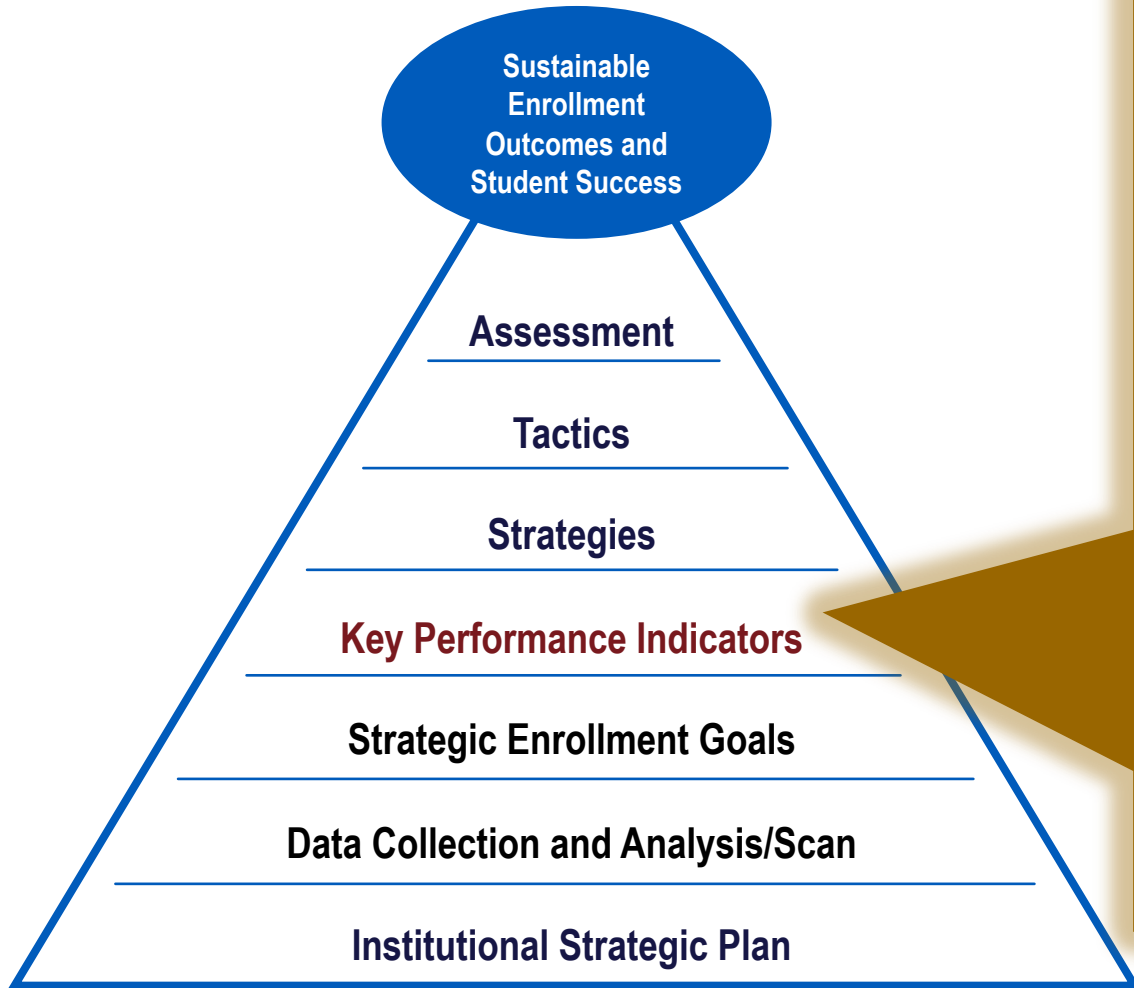 Sustainable
Enrollment
Outcomes and
Student Success
Assessment
Tactics
Strategies
Key Performance Indicators
Strategic Enrollment Goals
Data Collection and Analysis/Scan
Institutional Strategic Plan